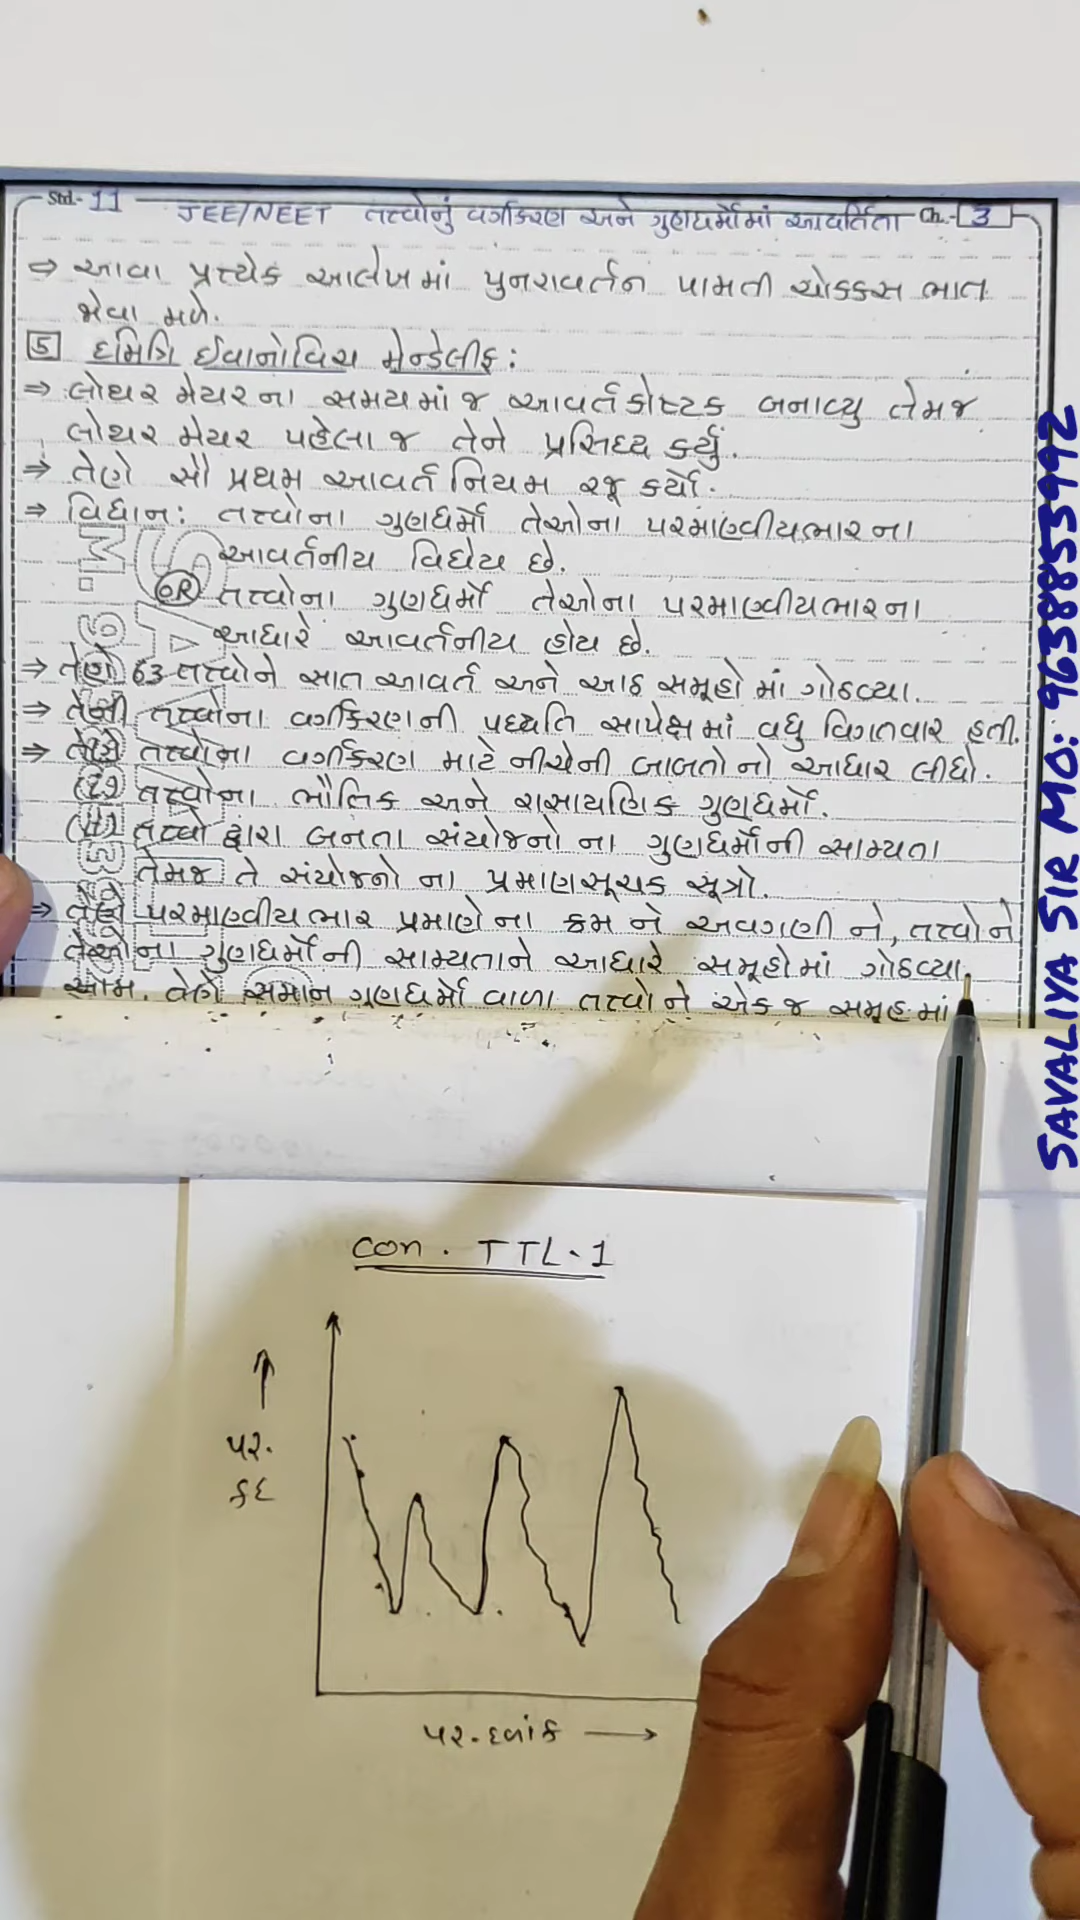 Std.- 11 JEE/NEET તત્ત્વોનું વર્ગીકરણ અને ગુણધર્મોમાં આવર્તિતા Ch.- 3
⇒ આવા પ્રત્યેક આલેખમાં પુનરાવર્તન પામતી ચોક્કસ ભાત
જોવા મળે.
5 દમિત્રિ ઈવાનોવિચ મેન્ડેલીફ :
⇒ લોથર મેયરના સમયમાં જ આવર્તકોષ્ટક બનાવ્યુ તેમજ
લોથર મેયર પહેલા જ તેને પ્રસિધ્ધ કર્યું.
⇒ તેણે સૌ પ્રથમ આવર્ત નિયમ રજૂ કર્યો.
⇒ વિધાન: તત્ત્વોના ગુણધર્મો તેઓના પરમાણ્વીયભારના
આવર્તનીય વિધેય છે.
OR તત્ત્વોના ગુણધર્મો તેઓના પરમાણ્વીયભારના
આધારે આવર્તનીય હોય છે.
⇒ તેણે 63 તત્ત્વોને સાત આવર્ત અને આઠ સમૂહો માં ગોઠવ્યા.
⇒ તેની તત્ત્વોના વર્ગીકરણની પધ્ધતિ સાપેક્ષમાં વધુ વિગતવાર હતી.
⇒ તેણે તત્ત્વોના વર્ગીકરણ માટે નીચેની બાબતો નો આધાર લીધો.
તત્ત્વોના ભૌતિક અને રાસાયણિક ગુણધર્મો.
તત્ત્વો દ્વારા બનતા સંયોજનો ના ગુણધર્મોની સામ્યતા
તેમજ તે સંયોજનો ના પ્રમાણસૂચક સૂત્રો.
⇒ તેણે પરમાણ્વીય ભાર પ્રમાણેના ક્રમ ને અવગણી ને, તત્ત્વોને
તેઓના ગુણધર્મોની સામ્યતાને આધારે સમૂહોમાં ગોઠવ્યા.
આમ, તેણે સમાન ગુણધર્મો વાળા તત્ત્વોને એક જ સમૂહમાં
SAVALIYA SIR MO: 9638853992
con. TTL-1
પર.
કદ
પર.ક્રમાંક